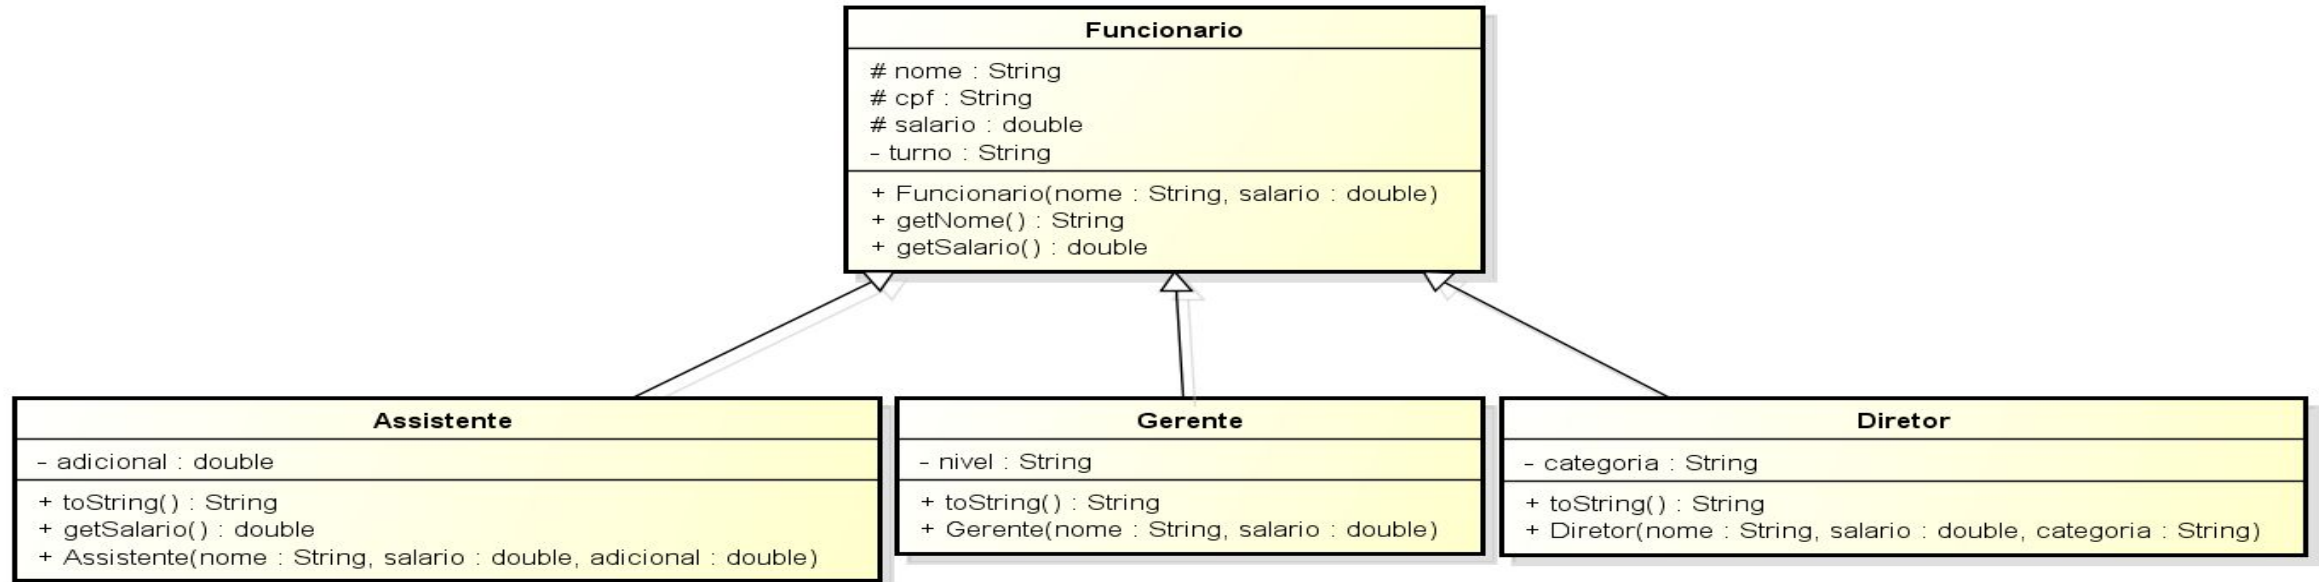 Funcionario
# nome : String
# cpf : String
# salario : double
- turno : String
+ Funcionario(nome : String, salario : double)
+ getNome() : String
+ getSalario() : double
Assistente
- adicional : double
+ toString() : String
+ getSalario() : double
+ Assistente(nome : String, salario : double, adicional : double)
Gerente
- nivel : String
+ toString() : String
+ Gerente(nome : String, salario : double)
Diretor
- categoria : String
+ toString() : String
+ Diretor(nome : String, salario : double, categoria : String)